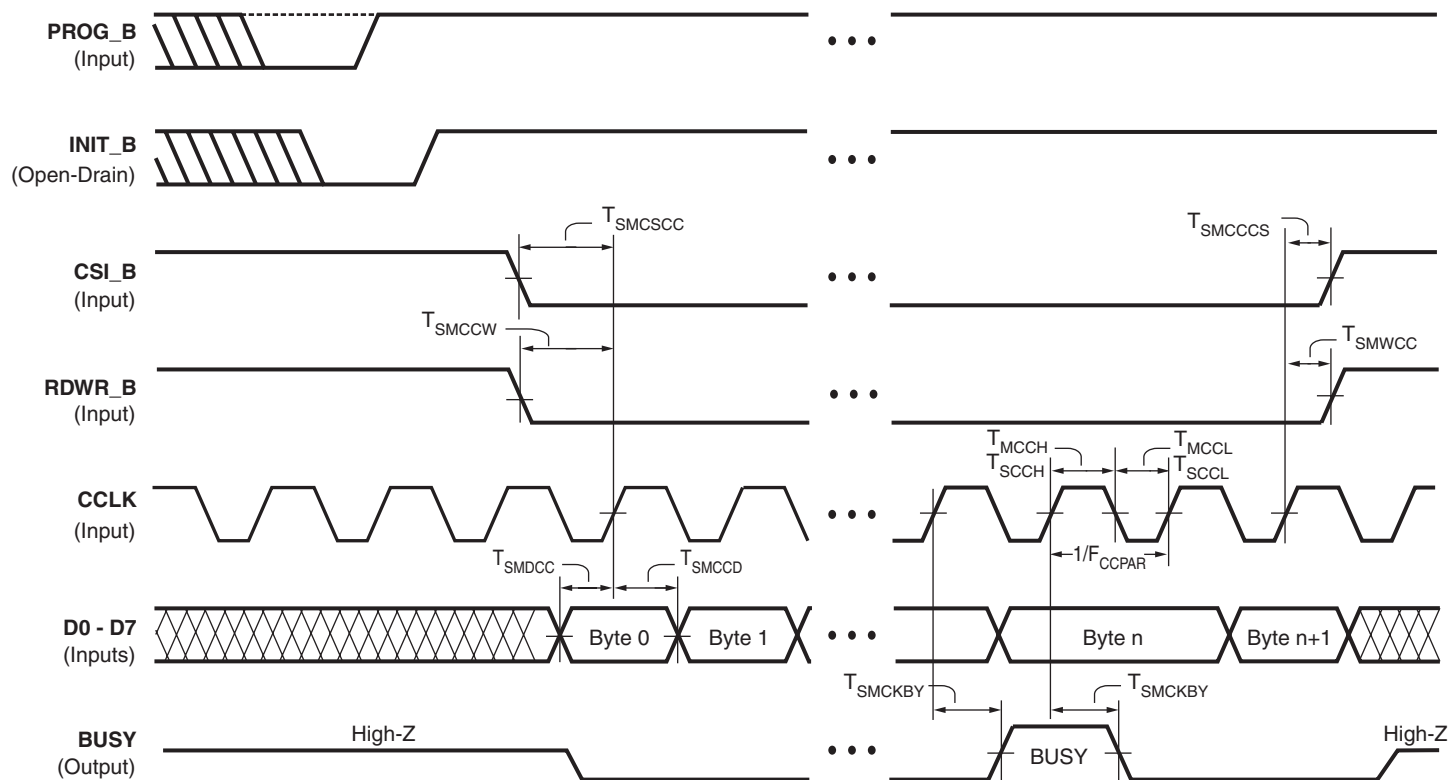 PROG_B
(Input)
INIT_B
(Open-Drain)
T_SMCSCC
T_SMCCCS
CSI_B
(Input)
T_SMCCW
T_SMWCC
RDWR_B
(Input)
T_MCCH
T_SCCH
T_MCCL
T_SCCL
CCLK
(Input)
T_SMDCC
T_SMCCD
1/F_CCPAR
D0 - D7
(Inputs)
Byte 0
Byte 1
Byte n
Byte n+1
T_SMCKBY
T_SMCKBY
BUSY
(Output)
High-Z
BUSY
High-Z